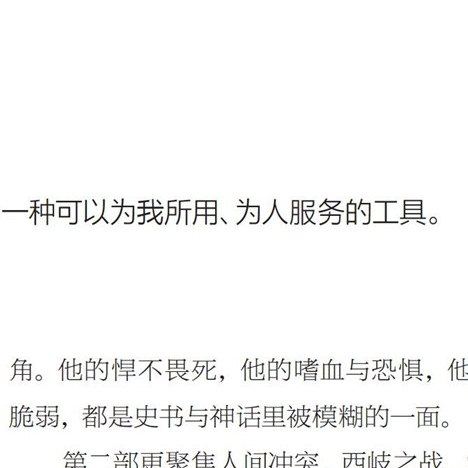 一种可以为我所用、为人服务的工具。
角。他的悍不畏死，他的嗜血与恐惧，他
脆弱，都是史书与神话里被模糊的一面。
第二部更聚焦人间冲突，西岐之战